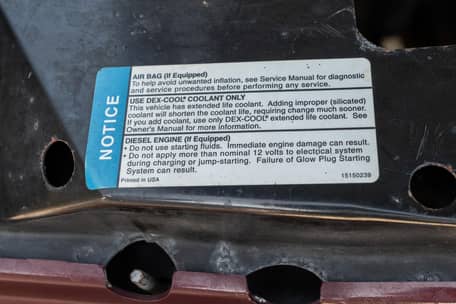 NOTICE
AIR BAG (If Equipped)
To help avoid unwanted inflation, see Service Manual for diagnostic
and service procedures before performing any service.
USE DEX-COOL® COOLANT ONLY
This vehicle has extended life coolant. Adding improper (silicated)
coolant will shorten the coolant life, requiring change much sooner.
If you add coolant, use only DEX-COOL® extended life coolant. See
Owner's Manual for more information.
DIESEL ENGINE (If Equipped)
• Do not use starting fluids. Immediate engine damage can result.
• Do not apply more than nominal 12 volts to electrical system
during charging or jump-starting. Failure of Glow Plug Starting
System can result.
Printed in USA 15150239